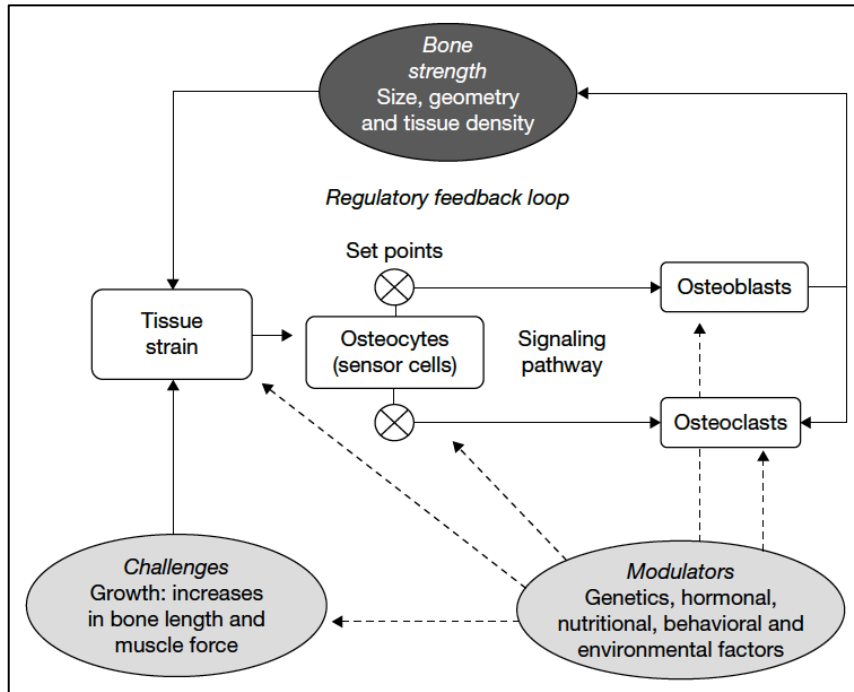 Bone
strength
Size, geometry
and tissue density
Regulatory feedback loop
Set points
Tissue
strain
Osteocytes
(sensor cells)
Signaling
pathway
Osteoblasts
Osteoclasts
Challenges
Growth: increases
in bone length and
muscle force
Modulators
Genetics, hormonal,
nutritional, behavioral and
environmental factors